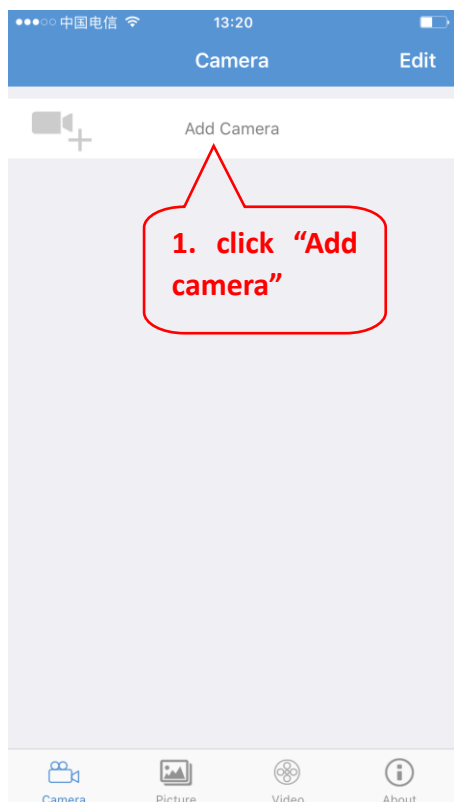 中国电信 13:20
Camera Edit
Add Camera
1. click “Add
camera”
Camera Picture Video About